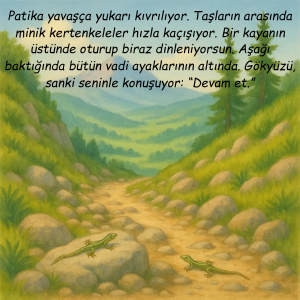 Patika yavaşça yukarı kıvrılıyor. Taşların arasında
minik kertenkeleler hızla kaçışıyor. Bir kayanın
üstünde oturup biraz dinleniyorsun. Aşağı
baktığında bütün vadi ayaklarının altında. Gökyüzü,
sanki seninle konuşuyor: “Devam et.”